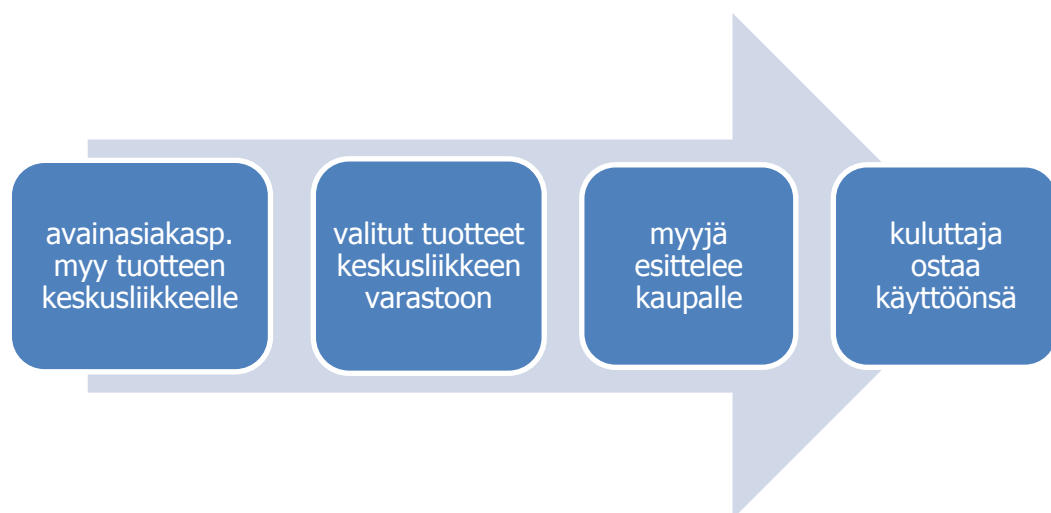 avainasiakasp.
myy tuotteen
keskusliikkeelle
valitut tuotteet
keskusliikkeen
varastoon
myyjä
esittelee
kaupalle
kuluttaja
ostaa
käyttöönsä